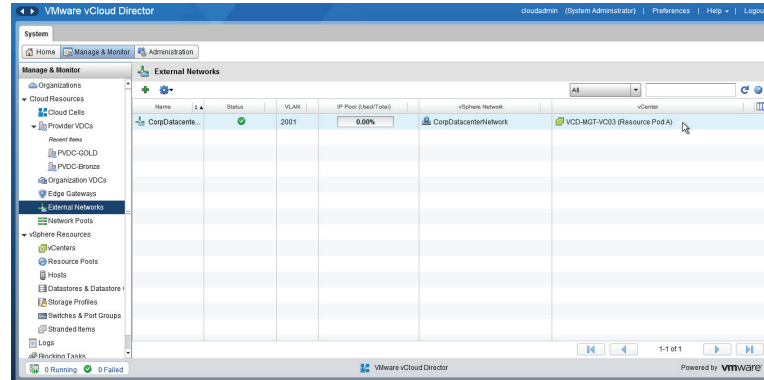 VMware vCloud Director
cloudadmin (System Administrator) | Preferences | Help | Logou
System
Home Manage & Monitor Administration
Manage & Monitor
External Networks
Organizations
Cloud Resources
Cloud Cells
Provider VDCs
Recent Items
PVDC-GOLD
PVDC-Bronze
Organization VDCs
Edge Gateways
External Networks
Network Pools
vSphere Resources
vCenters
Resource Pools
Hosts
Datastores & Datastore
Storage Profiles
Switches & Port Groups
Stranded Items
Logs
Blocking Tasks
All
Name 1 Status VLAN IP Pool (Used/Total) vSphere Network vCenter
CorpDatacente... 2001 0.00% CorpDatacenterNetwork VCD-MGT-VC03 (Resource Pod A)
1-1 of 1
0 Running 0 Failed
VMware vCloud Director
Powered by vmware